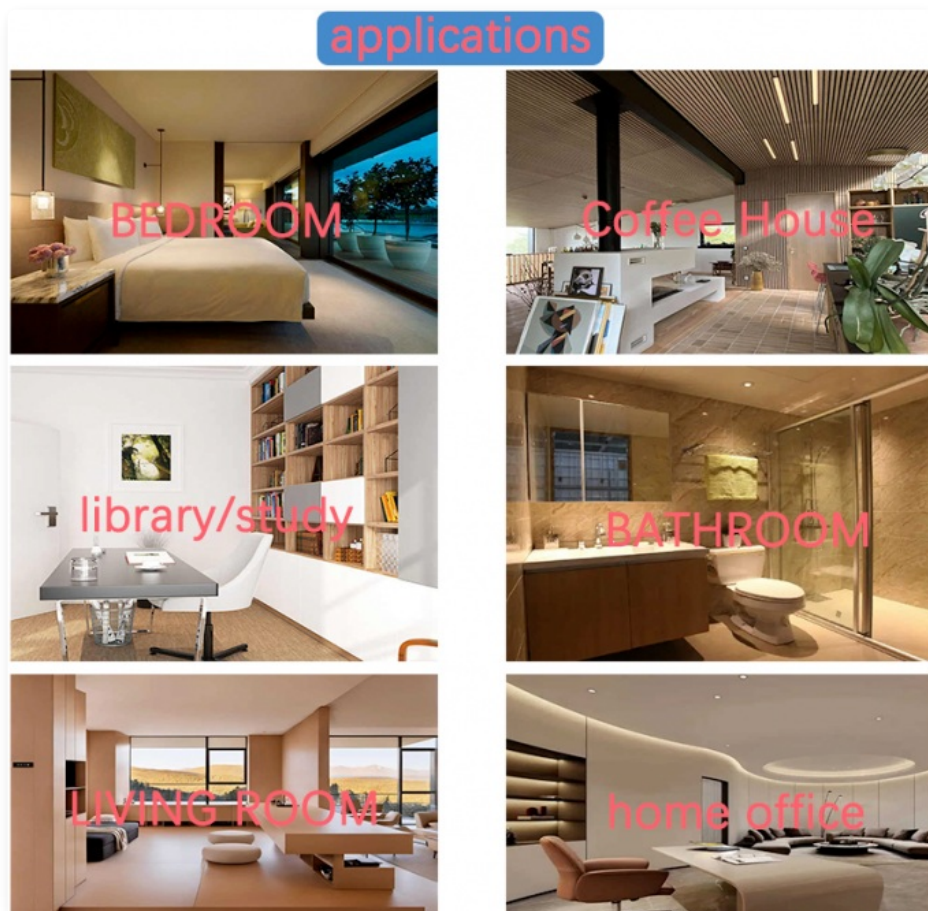 applications
BEDROOM
Coffee House
library/study
BATHROOM
LIVING ROOM
home office